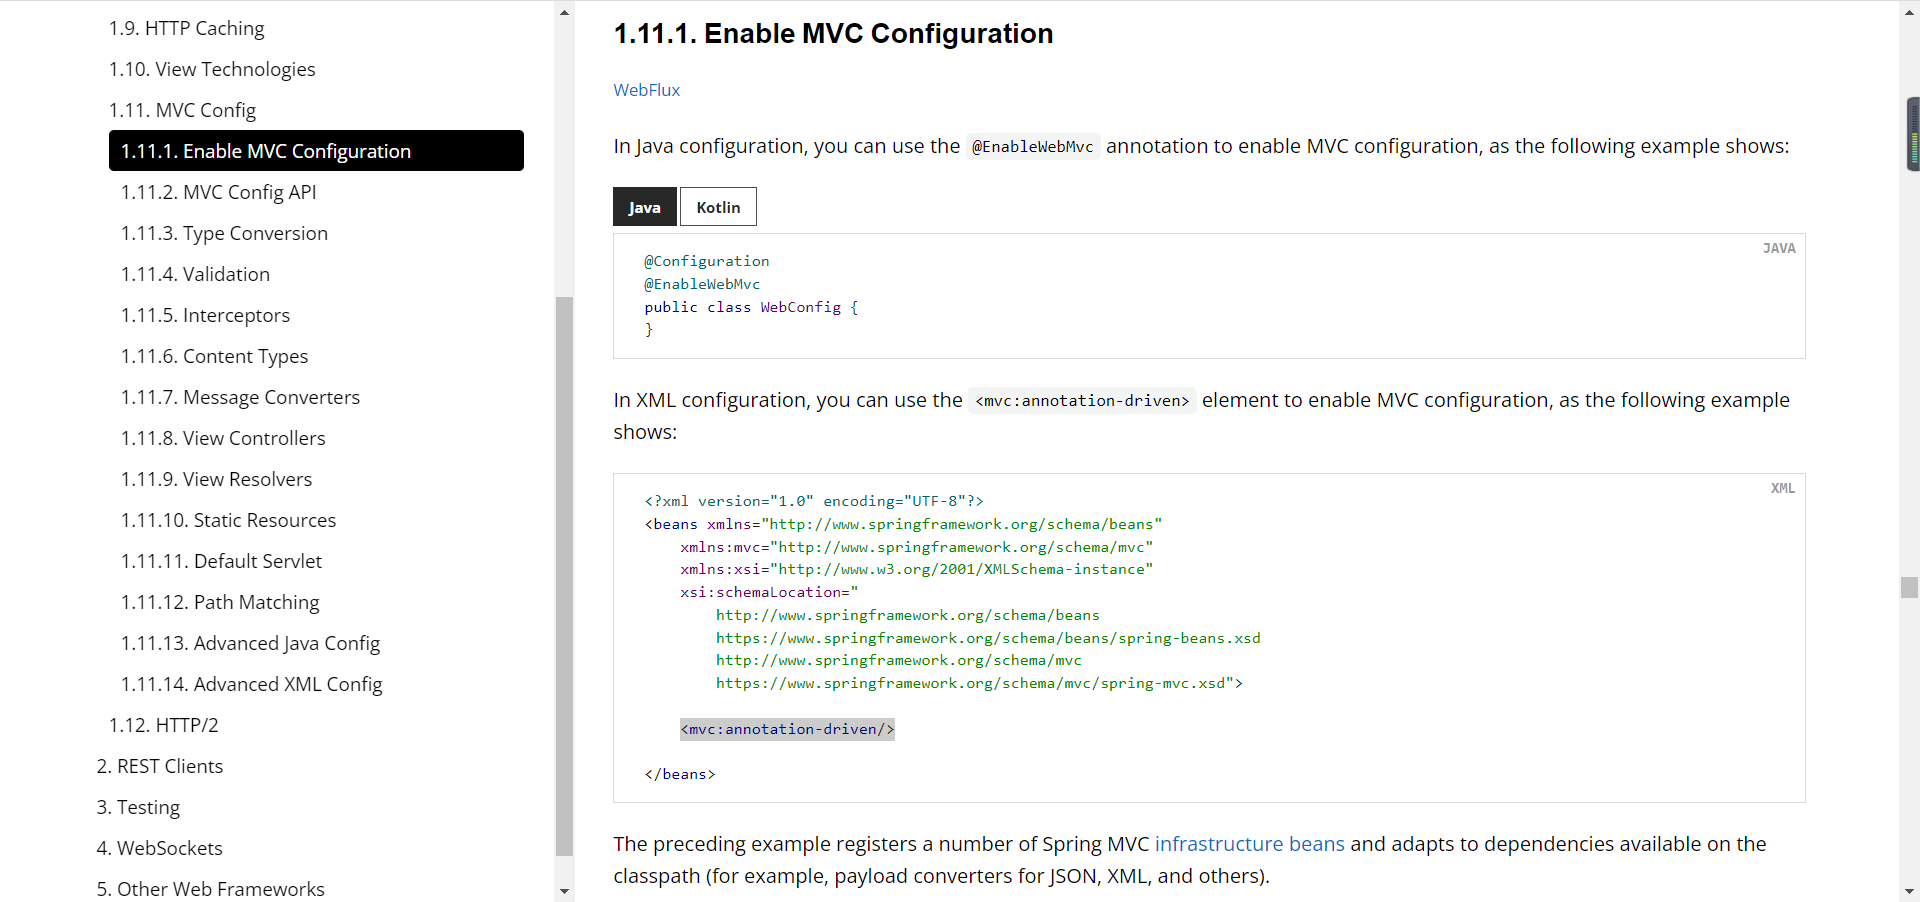 1.9. HTTP Caching
1.10. View Technologies
1.11. MVC Config
1.11.1. Enable MVC Configuration
1.11.2. MVC Config API
1.11.3. Type Conversion
1.11.4. Validation
1.11.5. Interceptors
1.11.6. Content Types
1.11.7. Message Converters
1.11.8. View Controllers
1.11.9. View Resolvers
1.11.10. Static Resources
1.11.11. Default Servlet
1.11.12. Path Matching
1.11.13. Advanced Java Config
1.11.14. Advanced XML Config
1.12. HTTP/2
2. REST Clients
3. Testing
4. WebSockets
5. Other Web Frameworks
1.11.1. Enable MVC Configuration
WebFlux
In Java configuration, you can use the @EnableWebMvc annotation to enable MVC configuration, as the following example shows:
Java Kotlin
JAVA
@Configuration
@EnableWebMvc
public class WebConfig {
}
In XML configuration, you can use the <mvc:annotation-driven> element to enable MVC configuration, as the following example
shows:
XML
<?xml version="1.0" encoding="UTF-8"?>
<beans xmlns="http://www.springframework.org/schema/beans"
    xmlns:mvc="http://www.springframework.org/schema/mvc"
    xmlns:xsi="http://www.w3.org/2001/XMLSchema-instance"
    xsi:schemaLocation="
        http://www.springframework.org/schema/beans
        https://www.springframework.org/schema/beans/spring-beans.xsd
        http://www.springframework.org/schema/mvc
        https://www.springframework.org/schema/mvc/spring-mvc.xsd">
    <mvc:annotation-driven/>
</beans>
The preceding example registers a number of Spring MVC infrastructure beans and adapts to dependencies available on the
classpath (for example, payload converters for JSON, XML, and others).